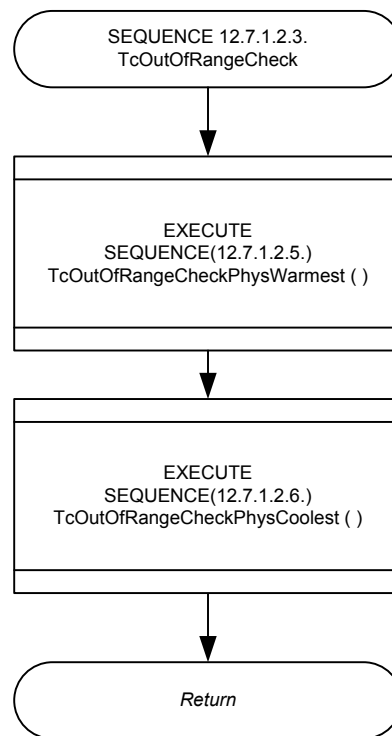 SEQUENCE 12.7.1.2.3.
TcOutOfRangeCheck
EXECUTE
SEQUENCE(12.7.1.2.5.)
TcOutOfRangeCheckPhysWarmest ( )
EXECUTE
SEQUENCE(12.7.1.2.6.)
TcOutOfRangeCheckPhysCoolest ( )
Return